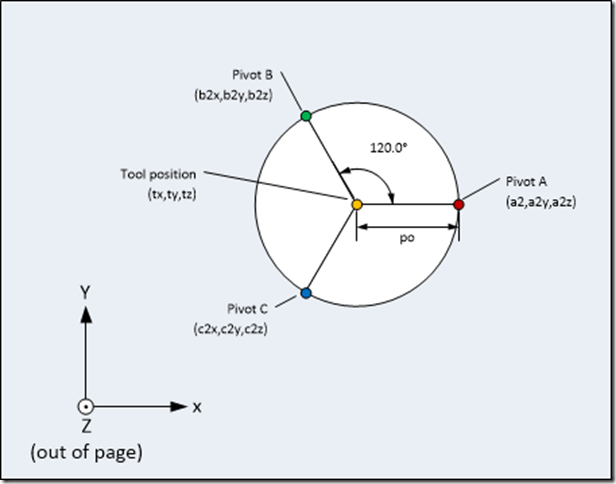 Pivot B
(b2x,b2y,b2z)
120.0°
Tool position
(tx,ty,tz)
Pivot A
(a2,a2y,a2z)
po
Pivot C
(c2x,c2y,c2z)
Y
X
Z
(out of page)